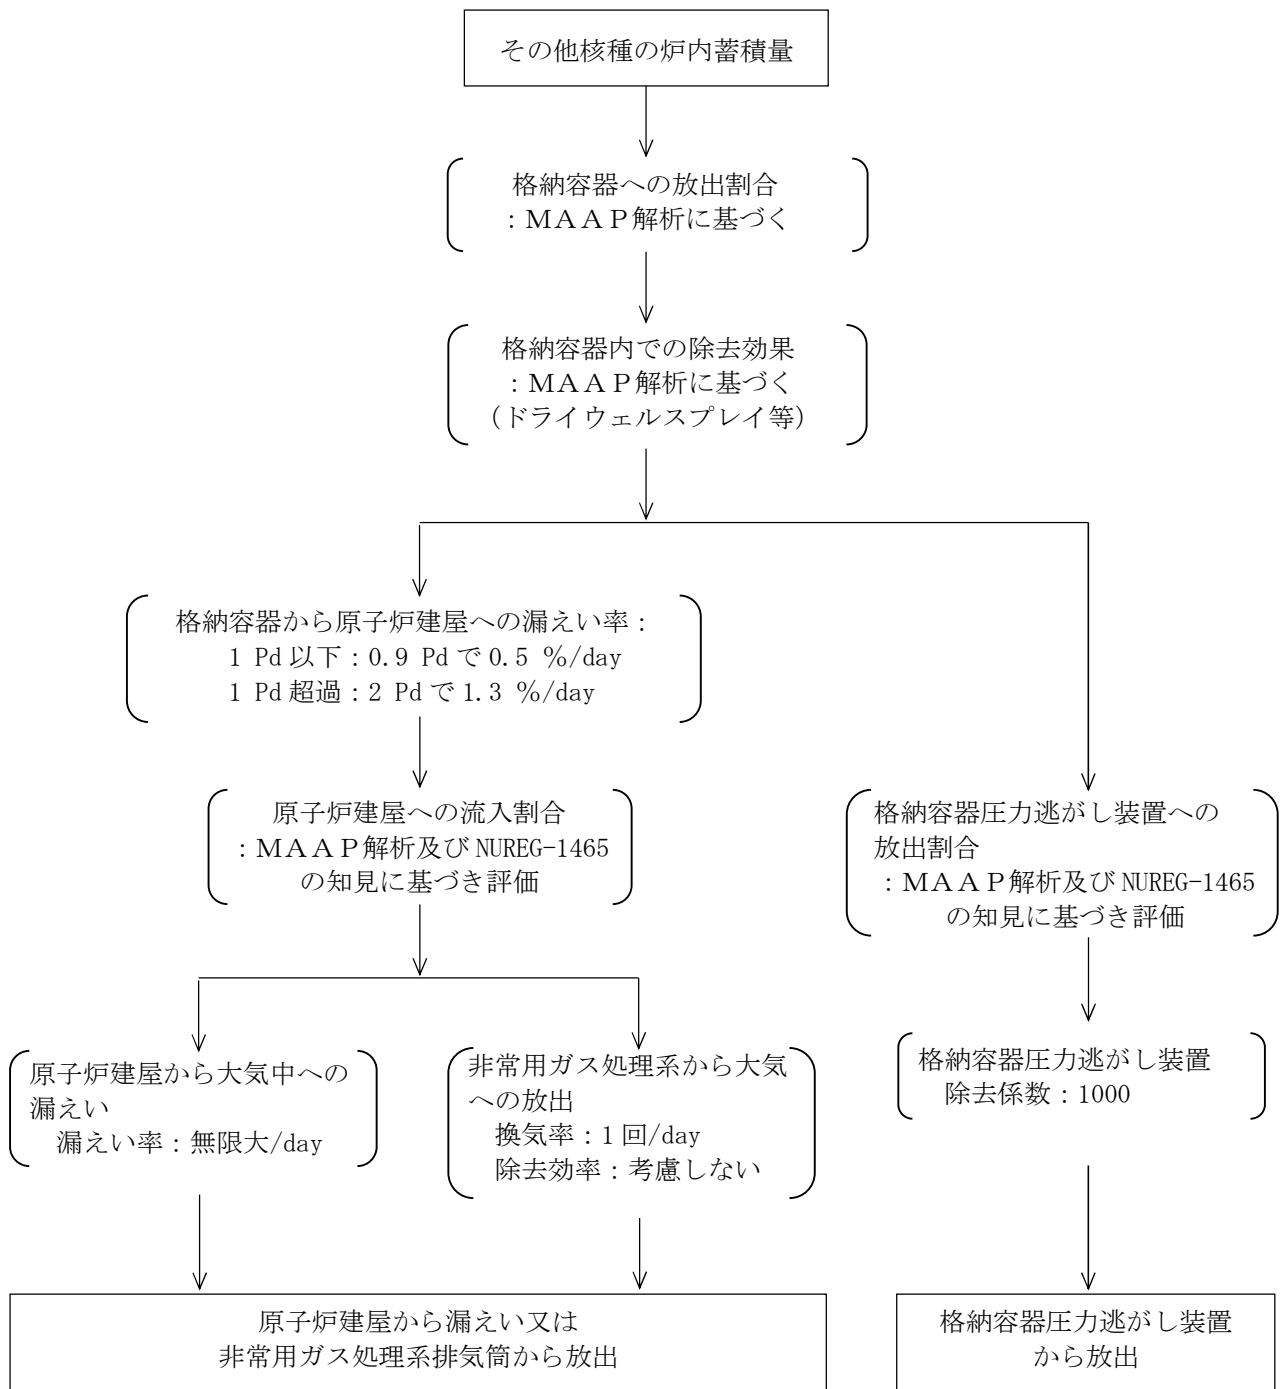 その他核種の炉内蓄積量
格納容器への放出割合
：ＭＡＡＰ解析に基づく
格納容器内での除去効果
：ＭＡＡＰ解析に基づく
（ドライウェルスプレイ等）
格納容器から原子炉建屋への漏えい率：
1 Pd 以下：0.9 Pd で 0.5 %/day
1 Pd 超過：2 Pd で 1.3 %/day
原子炉建屋への流入割合
：ＭＡＡＰ解析及び NUREG-1465
の知見に基づき評価
格納容器圧力逃がし装置への
放出割合
：ＭＡＡＰ解析及び NUREG-1465
の知見に基づき評価
原子炉建屋から大気中への
漏えい
漏えい率：無限大/day
非常用ガス処理系から大気
への放出
換気率：1 回/day
除去効率：考慮しない
格納容器圧力逃がし装置
除去係数：1000
原子炉建屋から漏えい又は
非常用ガス処理系排気筒から放出
格納容器圧力逃がし装置
から放出